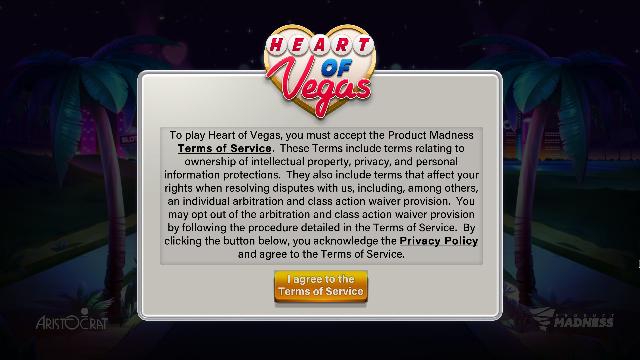 HEART
OF
Vegas
To play Heart of Vegas, you must accept the Product Madness
Terms of Service. These Terms include terms relating to
ownership of intellectual property, privacy, and personal
information protections. They also include terms that affect your
rights when resolving disputes with us, including, among others,
an individual arbitration and class action waiver provision. You
may opt out of the arbitration and class action waiver provision
by following the procedure detailed in the Terms of Service. By
clicking the button below, you acknowledge the Privacy Policy
and agree to the Terms of Service.
I agree to the
Terms of Service
ARISTOCRAT
PRODUCT
MADNESS